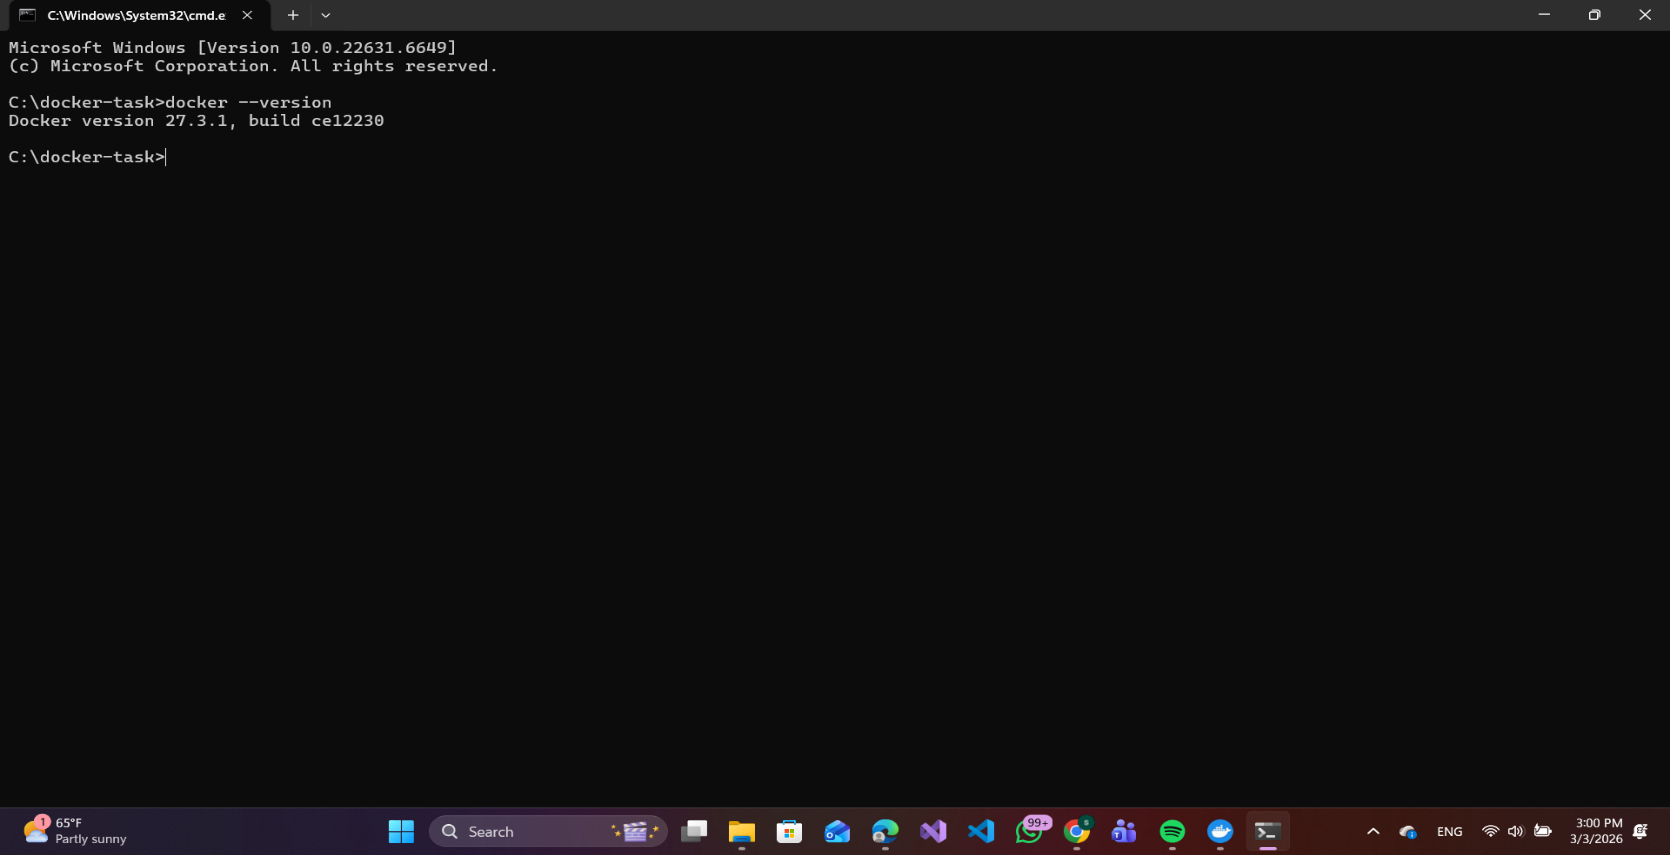 C:\Windows\System32\cmd.e
Microsoft Windows [Version 10.0.22631.6649]
(c) Microsoft Corporation. All rights reserved.
C:\docker-task>docker --version
Docker version 27.3.1, build ce12230
C:\docker-task>
1
65°F
Partly sunny
Search
99+
ENG
3:00 PM
3/3/2026